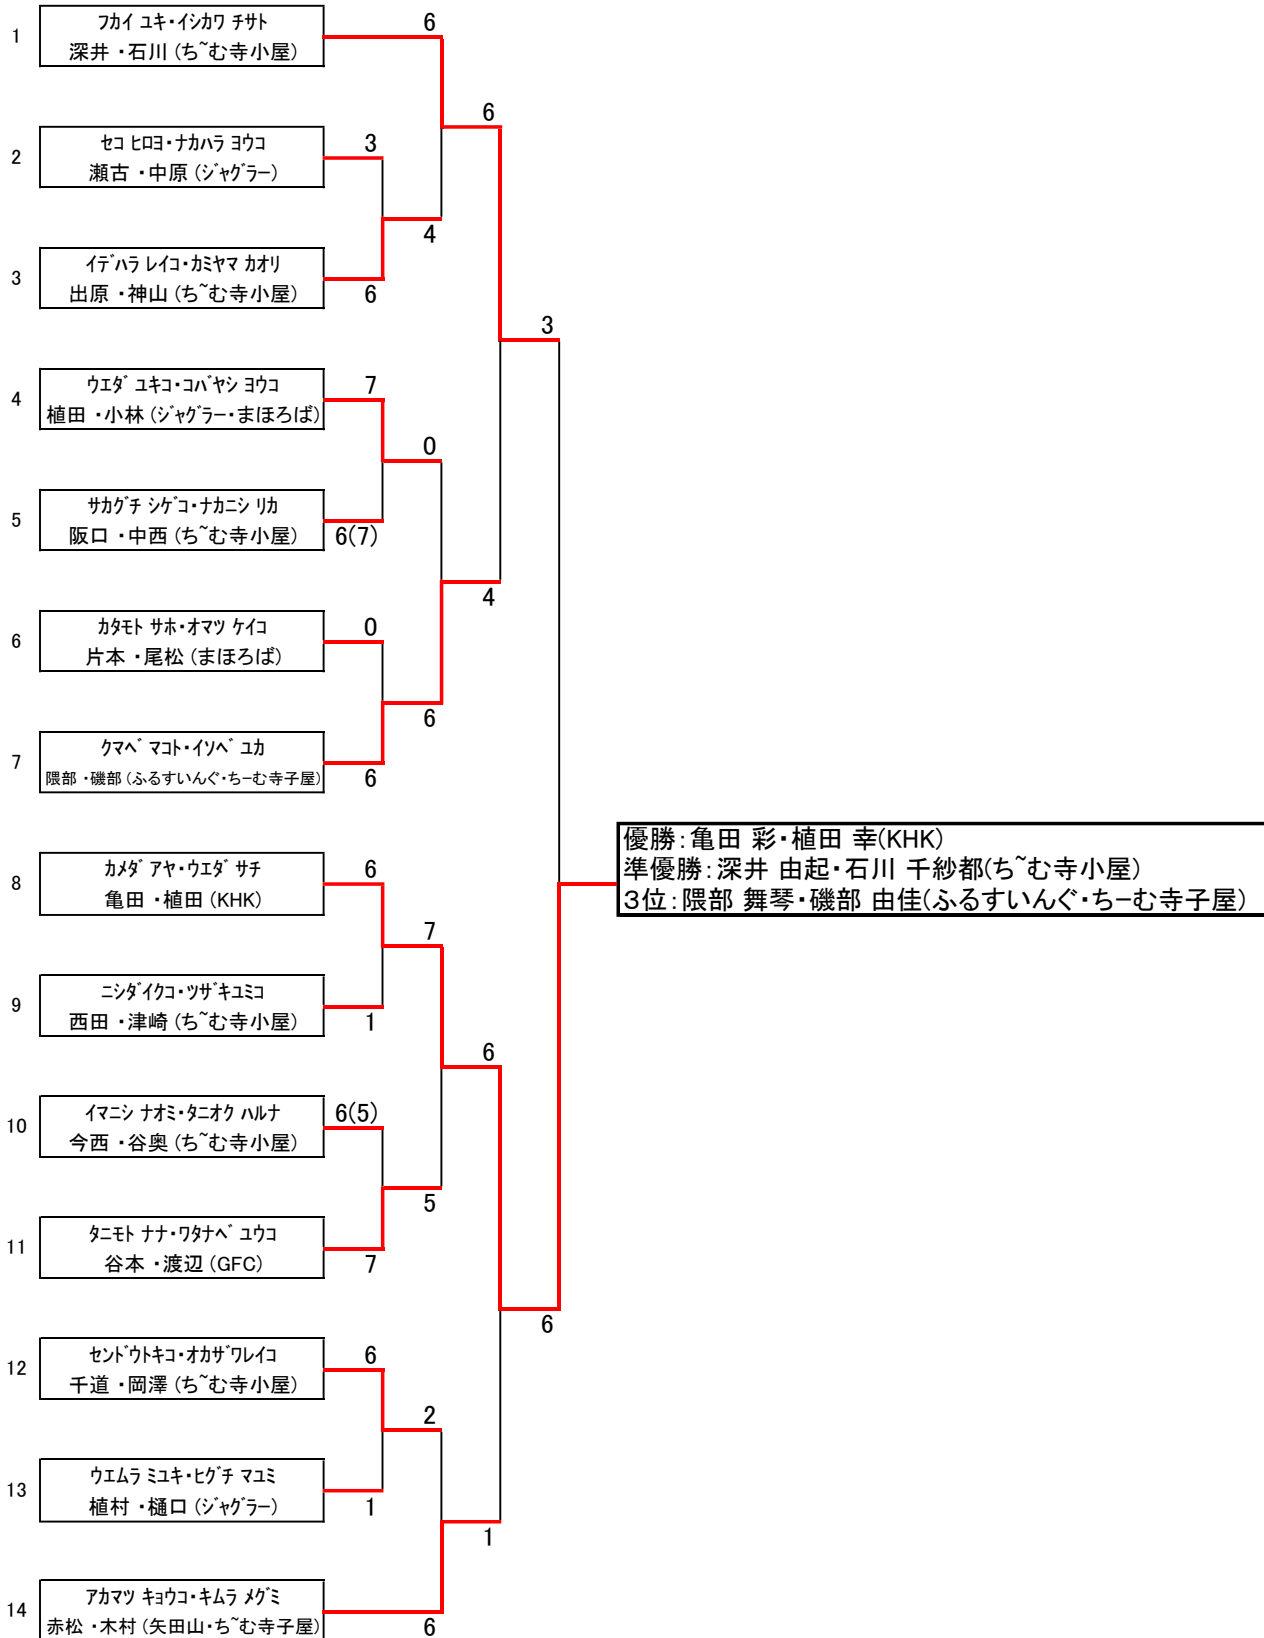 フカイ ユキ・イシカワ チサト
6
1
深井 ・石川 (ち~む寺小屋)
6
セコ ヒロヨ・ナカハラ ヨウコ
3
2
瀬古 ・中原 (ジャグラー)
4
イデハラ レイコ・カミヤマ カオリ
3
出原 ・神山 (ち~む寺小屋)
6
3
ウエダ ユキコ・コバヤシ ヨウコ
7
4
植田 ・小林 (ジャグラー・まほろば)
0
サカグチ シゲコ・ナカニシ リカ
5
阪口 ・中西 (ち~む寺小屋)
6(7)
4
カタモト サホ・オマツ ケイコ
0
6
片本 ・尾松 (まほろば)
6
クマベ マコト・イソベ ユカ
7
隈部 ・磯部 (ふるすいんぐ・ちーむ寺子屋)
6
優勝:亀田 彩・植田 幸(KHK)
準優勝:深井 由起・石川 千紗都(ち~む寺小屋)
3位:隈部 舞琴・磯部 由佳(ふるすいんぐ・ちーむ寺子屋)
カメダ アヤ・ウエダ サチ
6
8
亀田 ・植田 (KHK)
7
ニシダイクコ・ツザキユミコ
9
西田 ・津崎 (ち~む寺小屋)
1
6
イマニシ ナオミ・タニオク ハルナ
6(5)
10
今西 ・谷奥 (ち~む寺小屋)
5
タニモト ナナ・ワタナベ ユウコ
11
谷本 ・渡辺 (GFC)
7
6
センドウトキコ・オカザワレイコ
6
12
千道 ・岡澤 (ち~む寺小屋)
2
ウエムラ ミユキ・ヒグチ マユミ
13
植村 ・樋口 (ジャグラー)
1
1
アカマツ キョウコ・キムラ メグミ
14
赤松 ・木村 (矢田山・ち~む寺子屋)
6